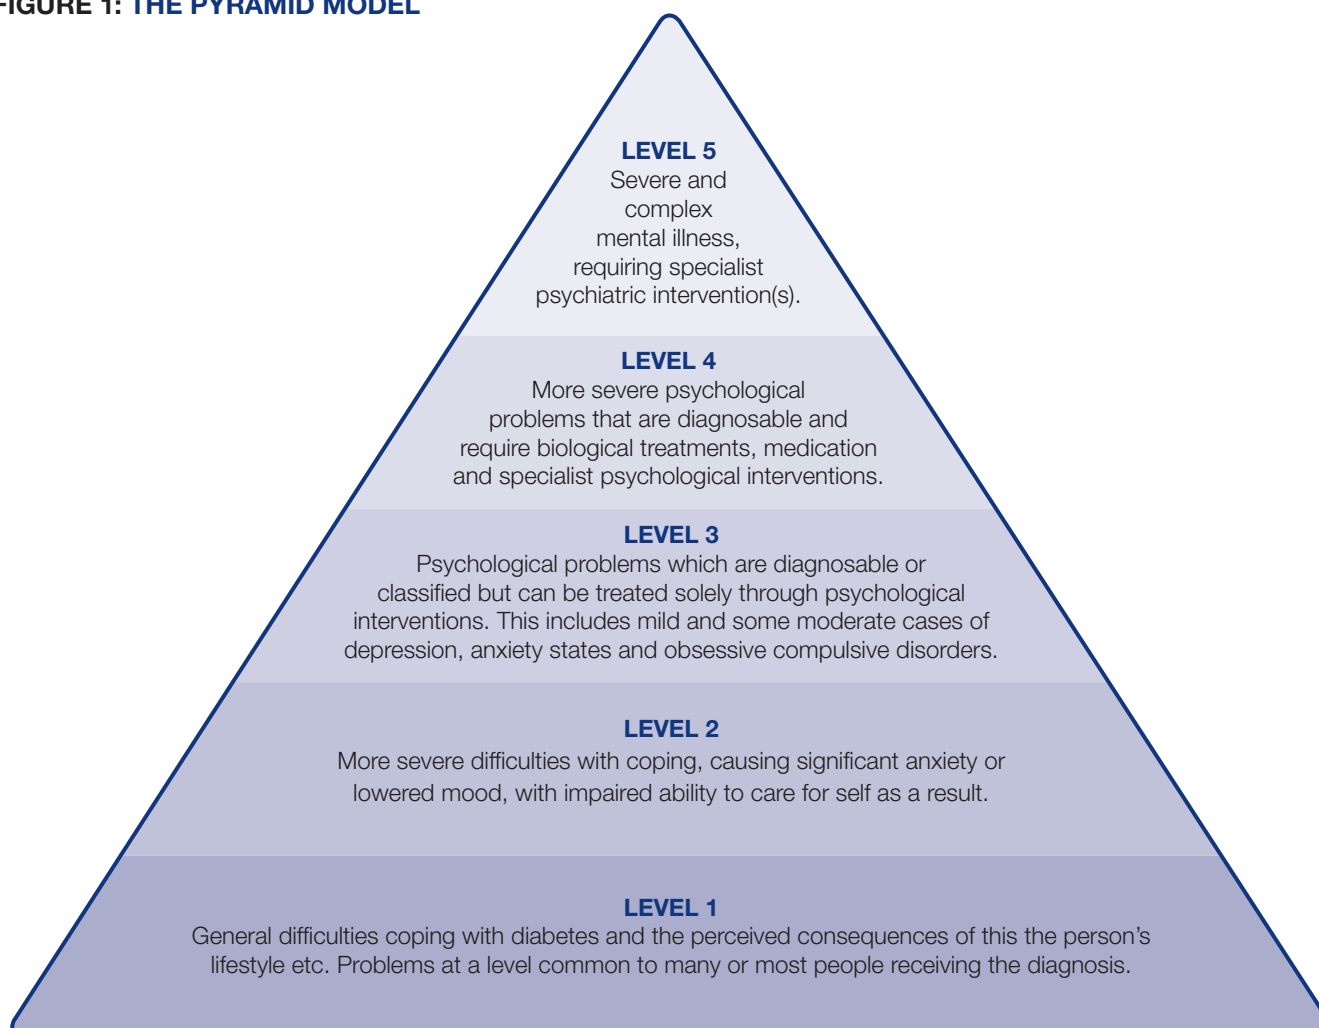 FIGURE 1: THE PYRAMID MODEL
LEVEL 5
Severe and
complex
mental illness,
requiring specialist
psychiatric intervention(s).
LEVEL 4
More severe psychological
problems that are diagnosable and
require biological treatments, medication
and specialist psychological interventions.
LEVEL 3
Psychological problems which are diagnosable or
classified but can be treated solely through psychological
interventions. This includes mild and some moderate cases of
depression, anxiety states and obsessive compulsive disorders.
LEVEL 2
More severe difficulties with coping, causing significant anxiety or
lowered mood, with impaired ability to care for self as a result.
LEVEL 1
General difficulties coping with diabetes and the perceived consequences of this the person's
lifestyle etc. Problems at a level common to many or most people receiving the diagnosis.